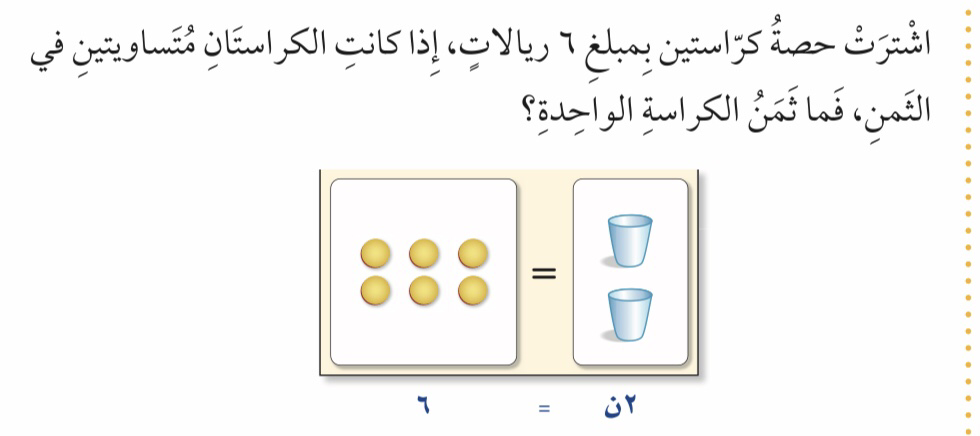 اشْترَتْ حصةُ كرّاستين بِمبلغِ ٦ ريالاتٍ، إِذا كانتِ الكراستَانِ مُتَساويتينِ في
الثَمنِ، فَما ثَمَنُ الكراسةِ الواحِدةِ؟
=
٢ن = ٦